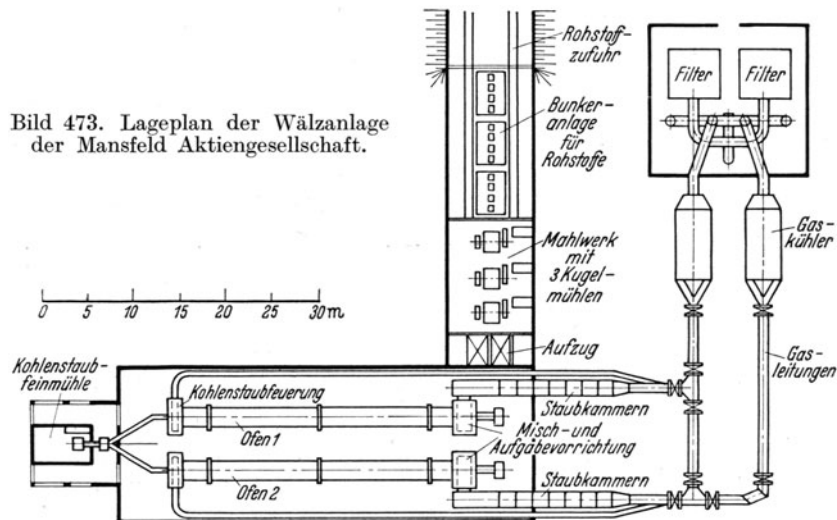 Bild 473. Lageplan der Wälzanlage
der Mansfeld Aktiengesellschaft.
Rohstoff-
zufuhr
Bunker-
anlage
für
Rohstoffe
Filter
Filter
Gas-
kühler
Mahlwerk
mit
3 Kugel-
mühlen
0 5 10 15 20 25 30 m
Aufzug
Gas-
leitungen
Kohlenstaub-
feinmühle
Kohlenstaubfeuerung
Staubkammern
Ofen 1
Misch- und
Aufgabevorrichtung
Ofen 2
Staubkammern